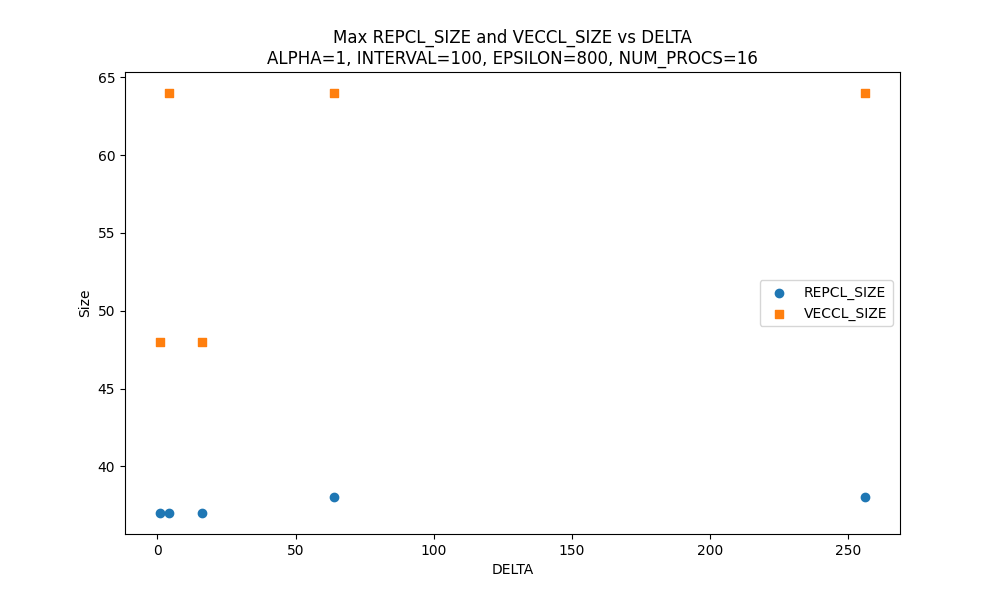 Max REPCL_SIZE and VECCL_SIZE vs DELTA
ALPHA=1, INTERVAL=100, EPSILON=800, NUM_PROCS=16
65
60
55
50
45
40
Size
REPCL_SIZE
VECCL_SIZE
0 50 100 150 200 250
DELTA